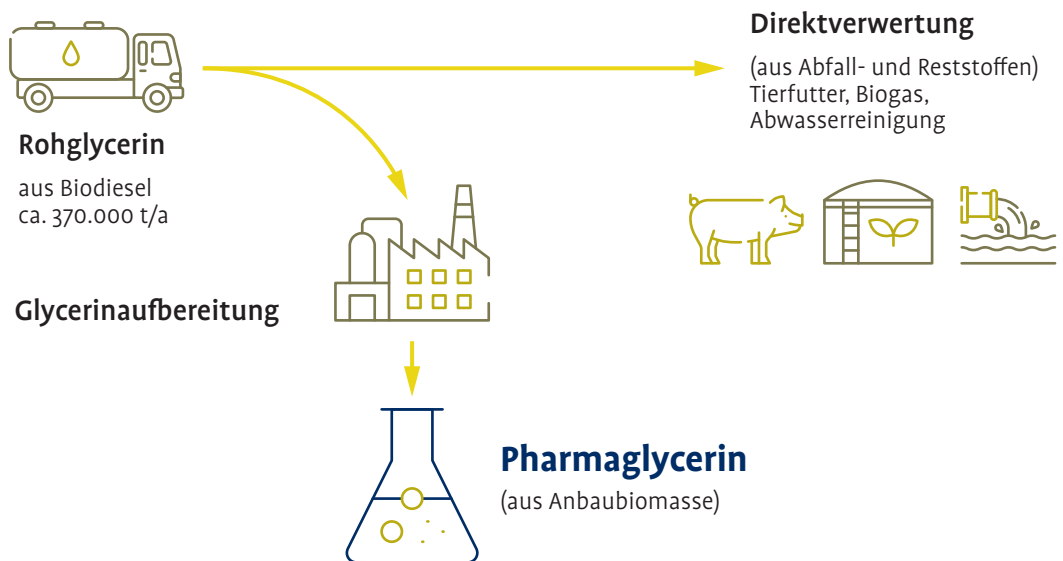 Direktverwertung
(aus Abfall- und Reststoffen)
Tierfutter, Biogas,
Abwasserreinigung
Rohglycerin
aus Biodiesel
ca. 370.000 t/a
Glycerinaufbereitung
Pharmaglycerin
(aus Anbaubiomasse)